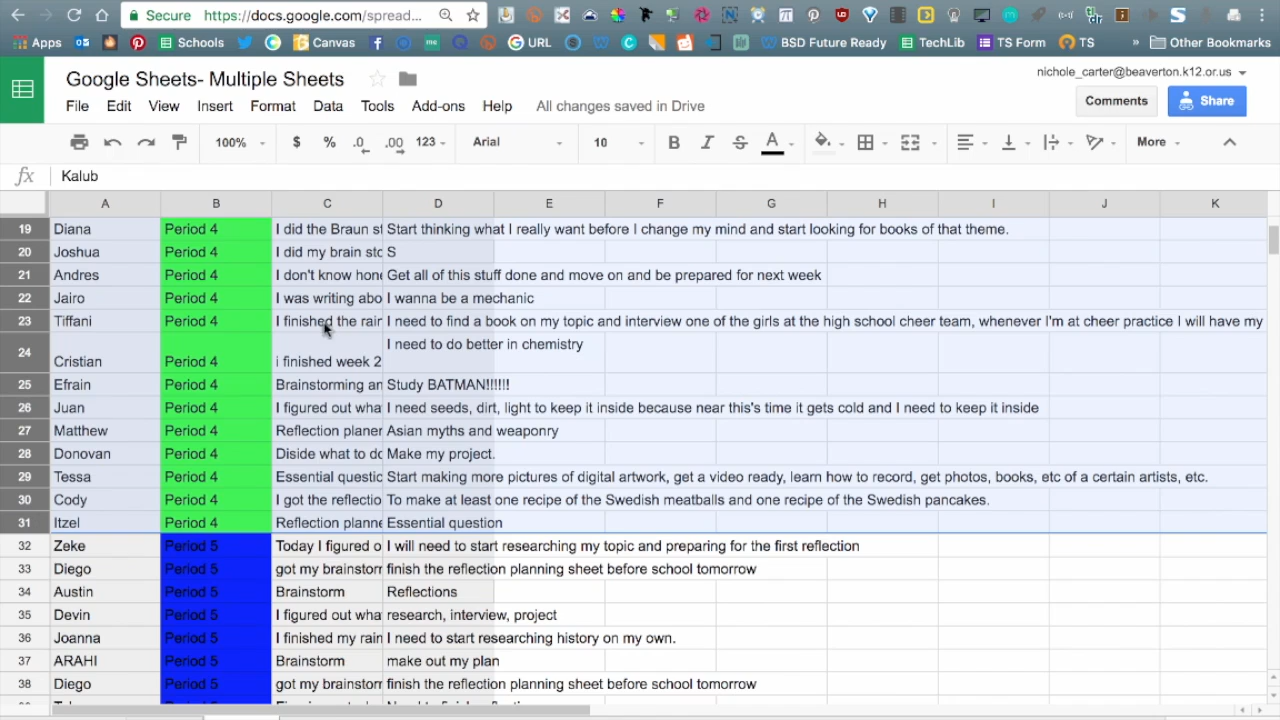 Secure https://docs.google.com/spread...
Apps Schools Canvas URL BSD Future Ready TechLib TS Form TS » Other Bookmarks
Google Sheets- Multiple Sheets
nichole_carter@beaverton.k12.or.us
File Edit View Insert Format Data Tools Add-ons Help All changes saved in Drive
Comments Share
100% $ % .0 .00 123 Arial 10 B I S A More
fx Kalub
A B C D E F G H I J K
19 Diana Period 4 I did the Braun st Start thinking what I really want before I change my mind and start looking for books of that theme.
20 Joshua Period 4 I did my brain sto S
21 Andres Period 4 I don't know hone Get all of this stuff done and move on and be prepared for next week
22 Jairo Period 4 I was writing abo I wanna be a mechanic
23 Tiffani Period 4 I finished the rain I need to find a book on my topic and interview one of the girls at the high school cheer team, whenever I'm at cheer practice I will have my
24 Cristian Period 4 i finished week 2 I need to do better in chemistry
25 Efrain Period 4 Brainstorming an Study BATMAN!!!!!!
26 Juan Period 4 I figured out wha I need seeds, dirt, light to keep it inside because near this's time it gets cold and I need to keep it inside
27 Matthew Period 4 Reflection planer Asian myths and weaponry
28 Donovan Period 4 Diside what to do Make my project.
29 Tessa Period 4 Essential questio Start making more pictures of digital artwork, get a video ready, learn how to record, get photos, books, etc of a certain artists, etc.
30 Cody Period 4 I got the reflectio To make at least one recipe of the Swedish meatballs and one recipe of the Swedish pancakes.
31 Itzel Period 4 Reflection planne Essential question
32 Zeke Period 5 Today I figured o I will need to start researching my topic and preparing for the first reflection
33 Diego Period 5 got my brainstorm finish the reflection planning sheet before school tomorrow
34 Austin Period 5 Brainstorm Reflections
35 Devin Period 5 I figured out wha research, interview, project
36 Joanna Period 5 I finished my rain I need to start researching history on my own.
37 ARAHI Period 5 Brainstorm make out my plan
38 Diego Period 5 got my brainstorm finish the reflection planning sheet before school tomorrow